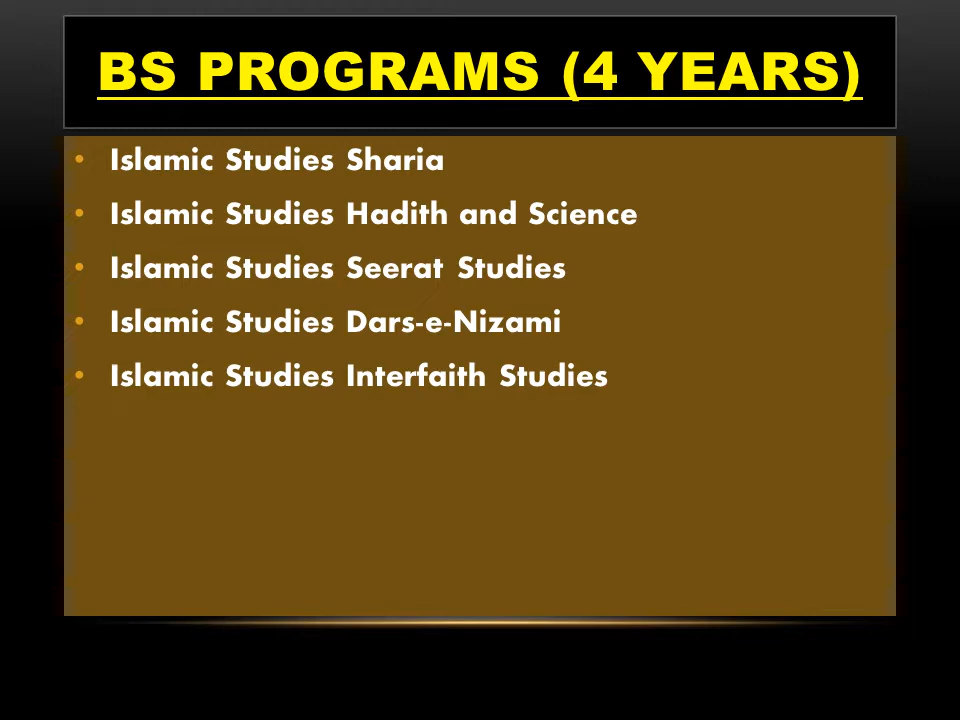 BS PROGRAMS (4 YEARS)
• Islamic Studies Sharia
• Islamic Studies Hadith and Science
• Islamic Studies Seerat Studies
• Islamic Studies Dars-e-Nizami
• Islamic Studies Interfaith Studies